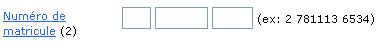 Numéro de
matricule (2)
(ex: 2 781113 6534)